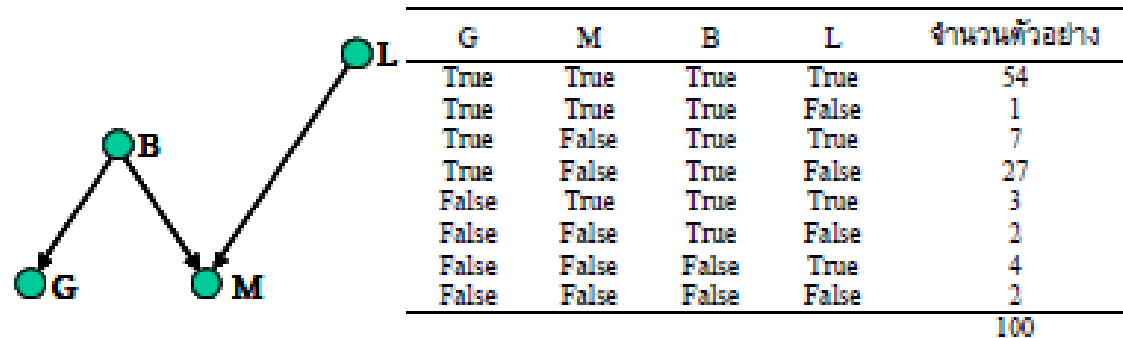 L
B
G
M
G M B L จำนวนตัวอย่าง
True True True True 54
True True True False 1
True False True True 7
True False True False 27
False True True True 3
False False True False 2
False False False True 4
False False False False 2
100